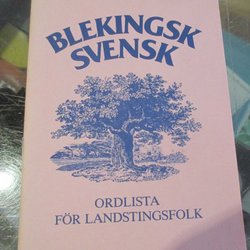 BLEKINGSK
SVENSK
ORDLISTA
FÖR LANDSTINGSFOLK